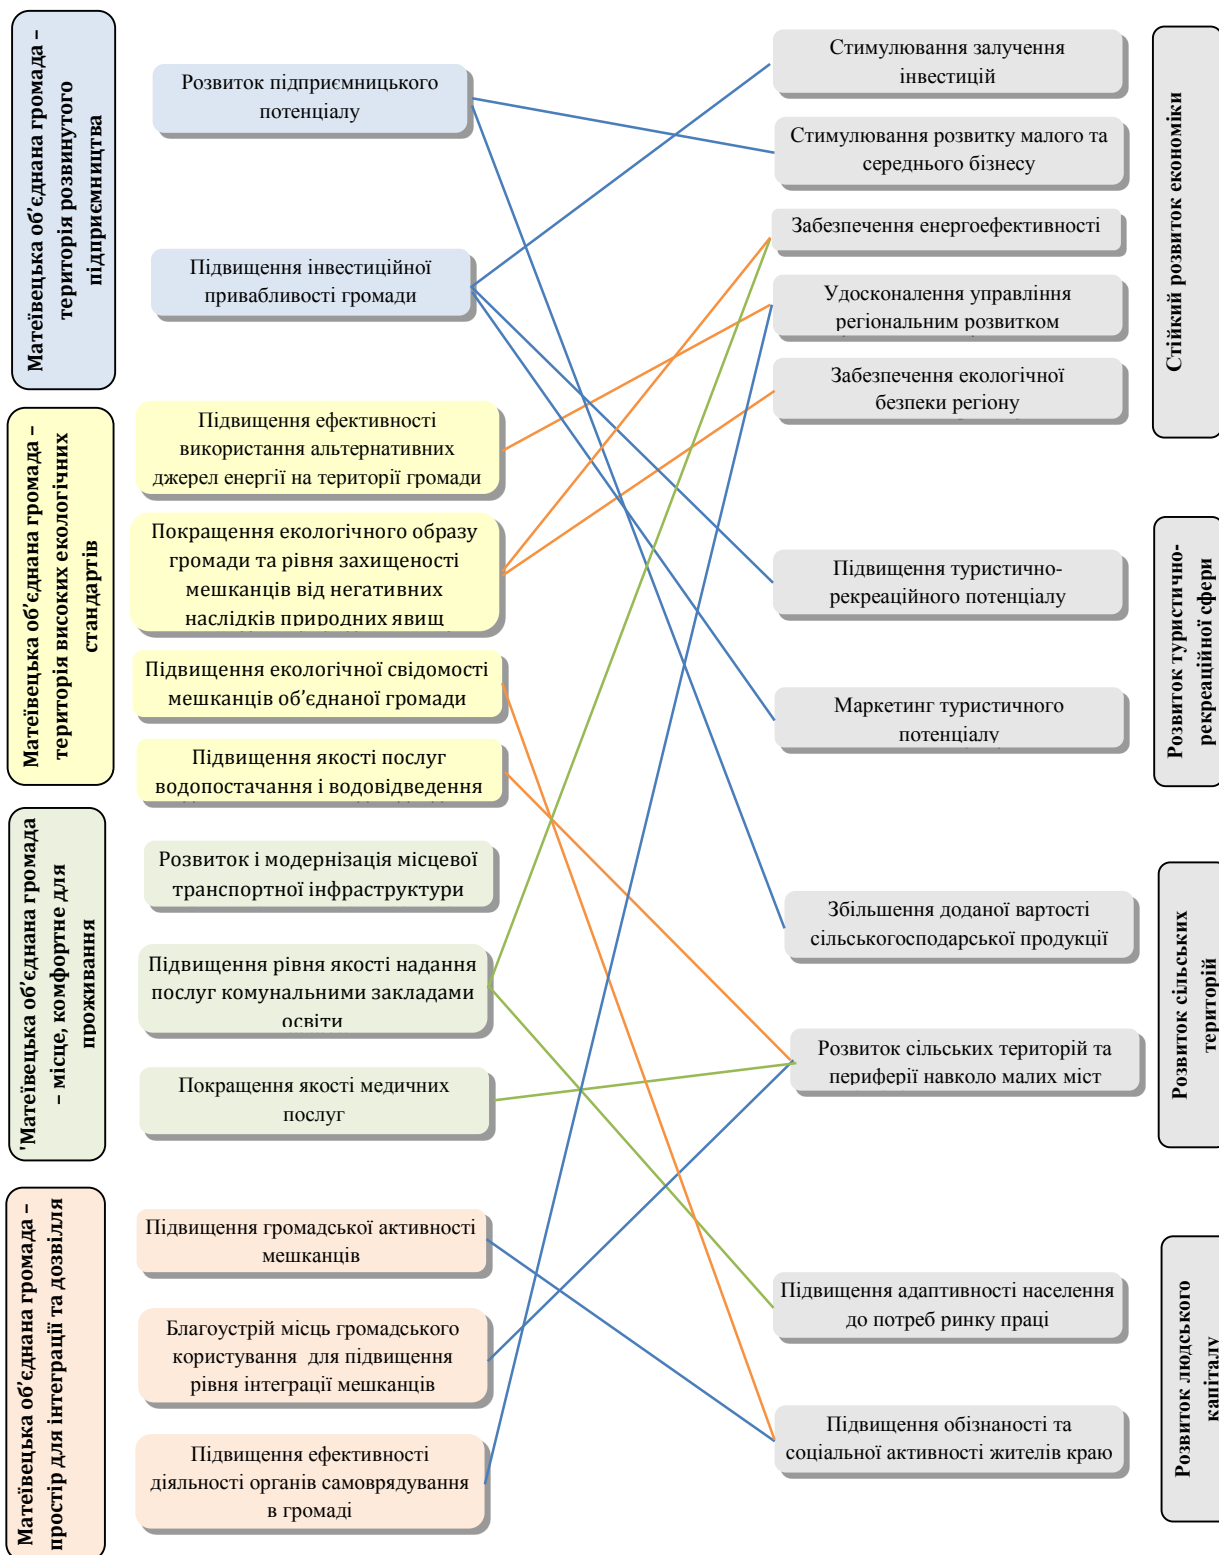 Матеївецька об’єднана громада –
територія розвинутого
підприємництва
Розвиток підприємницького
потенціалу
Підвищення інвестиційної
привабливості громади
Матеївецька об’єднана громада –
територія високих екологічних
стандартів
Підвищення ефективності
використання альтернативних
джерел енергії на території громади
Покращення екологічного образу
громади та рівня захищеності
мешканців від негативних
наслідків природних явищ
Підвищення екологічної свідомості
мешканців об’єднаної громади
Підвищення якості послуг
водопостачання і водовідведення
'Матеївецька об’єднана громада
– місце, комфортне для
проживання
Розвиток і модернізація місцевої
транспортної інфраструктури
Підвищення рівня якості надання
послуг комунальними закладами
освіти
Покращення якості медичних
послуг
Матеївецька об’єднана громада –
простір для інтеграції та дозвілля
Підвищення громадської активності
мешканців
Благоустрій місць громадського
користування для підвищення
рівня інтеграції мешканців
Підвищення ефективності
діяльності органів самоврядування
в громаді
Стимулювання залучення
інвестицій
Стимулювання розвитку малого та
середнього бізнесу
Забезпечення енергоефективності
Удосконалення управління
регіональним розвитком
Забезпечення екологічної
безпеки регіону
Стійкий розвиток економіки
Підвищення туристично-
рекреаційного потенціалу
Маркетинг туристичного
потенціалу
Розвиток туристично-
рекреаційної сфери
Збільшення доданої вартості
сільськогосподарської продукції
Розвиток сільських територій та
периферії навколо малих міст
Розвиток сільських
територій
Підвищення адаптивності населення
до потреб ринку праці
Підвищення обізнаності та
соціальної активності жителів краю
Розвиток людського
капіталу